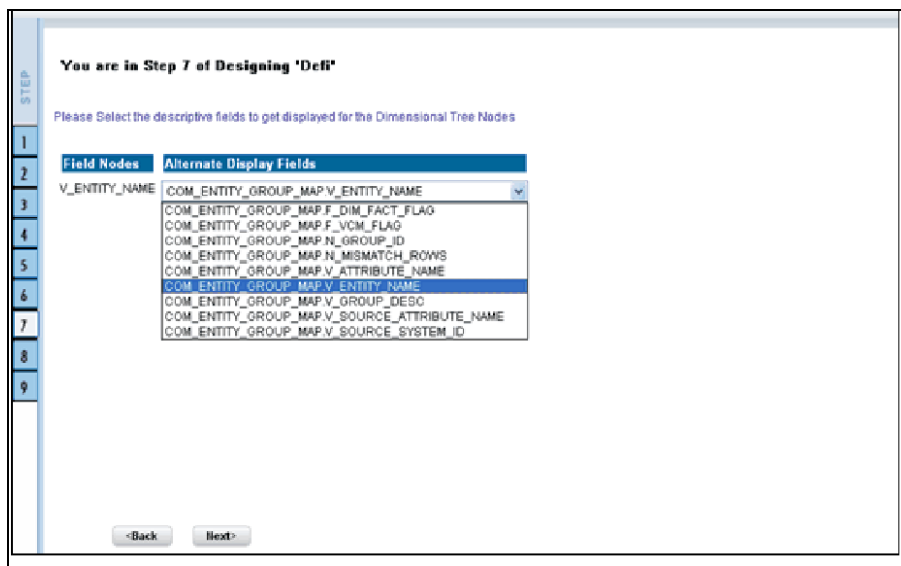 You are in Step 7 of Designing 'Defi'
STEP
Please Select the descriptive fields to get displayed for the Dimensional Tree Nodes
1
2
3
4
5
6
7
8
9
Field Nodes Alternate Display Fields
V_ENTITY_NAME COM_ENTITY_GROUP_MAP.V_ENTITY_NAME
COM_ENTITY_GROUP_MAP.F_DIM_FACT_FLAG
COM_ENTITY_GROUP_MAP.F_VCM_FLAG
COM_ENTITY_GROUP_MAP.N_GROUP_ID
COM_ENTITY_GROUP_MAP.N_MISMATCH_ROWS
COM_ENTITY_GROUP_MAP.V_ATTRIBUTE_NAME
COM_ENTITY_GROUP_MAP.V_ENTITY_NAME
COM_ENTITY_GROUP_MAP.V_GROUP_DESC
COM_ENTITY_GROUP_MAP.V_SOURCE_ATTRIBUTE_NAME
COM_ENTITY_GROUP_MAP.V_SOURCE_SYSTEM_ID
<Back Next>